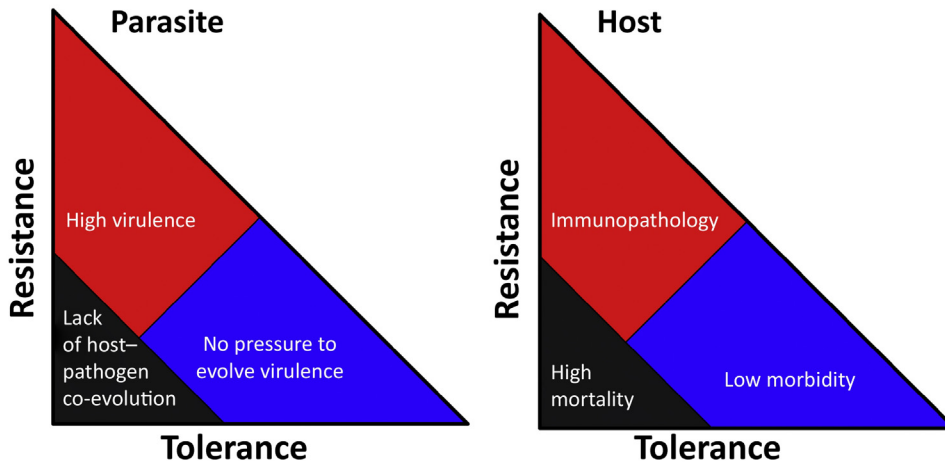 Parasite
Resistance
High virulence
Lack
of host–
pathogen
co-evolution
No pressure to
evolve virulence
Tolerance
Host
Resistance
Immunopathology
High
mortality
Low morbidity
Tolerance